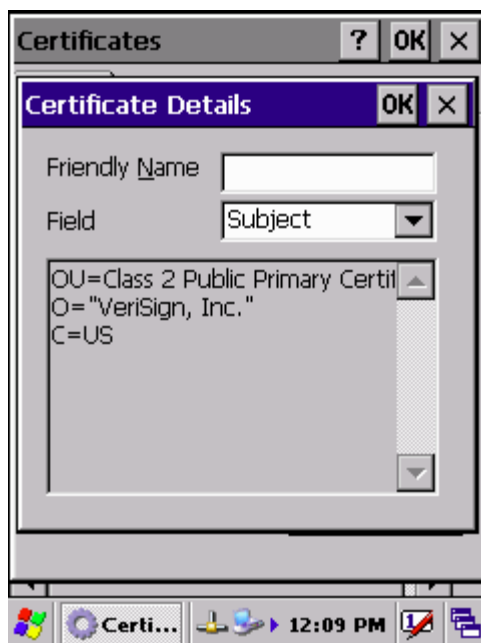 Certificates ? OK ×
Certificate Details OK ×
Friendly Name
Field Subject
OU=Class 2 Public Primary Certif
O="VeriSign, Inc."
C=US
Certi... 12:09 PM